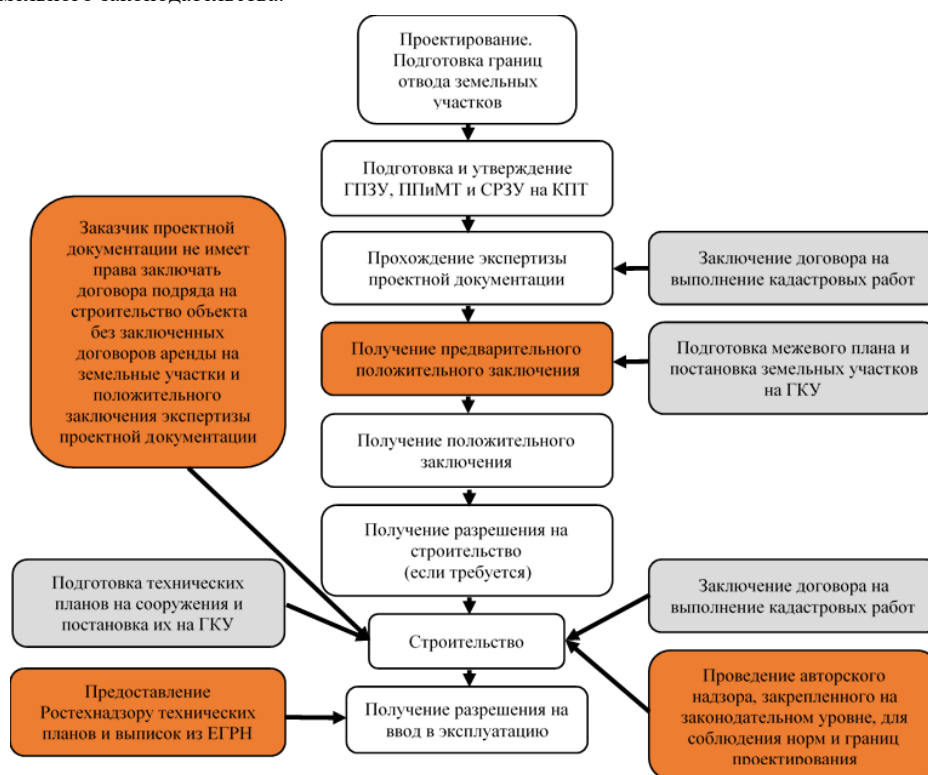 Проектирование.
Подготовка границ
отвода земельных
участков
Подготовка и утверждение
ГПЗУ, ППиМТ и СРЗУ на КПТ
Заказчик проектной
документации не имеет
права заключать
договора подряда на
строительство объекта
без заключенных
договоров аренды на
земельные участки и
положительного
заключения экспертизы
проектной документации
Прохождение экспертизы
проектной документации
Заключение договора на
выполнение кадастровых работ
Получение предварительного
положительного заключения
Подготовка межевого плана и
постановка земельных участков
на ГКУ
Получение положительного
заключения
Получение разрешения на
строительство
(если требуется)
Подготовка технических
планов на сооружения и
постановка их на ГКУ
Заключение договора на
выполнение кадастровых работ
Строительство
Предоставление
Ростехнадзору технических
планов и выписок из ЕГРН
Получение разрешения на
ввод в эксплуатацию
Проведение авторского
надзора, закрепленного на
законодательном уровне, для
соблюдения норм и границ
проектирования